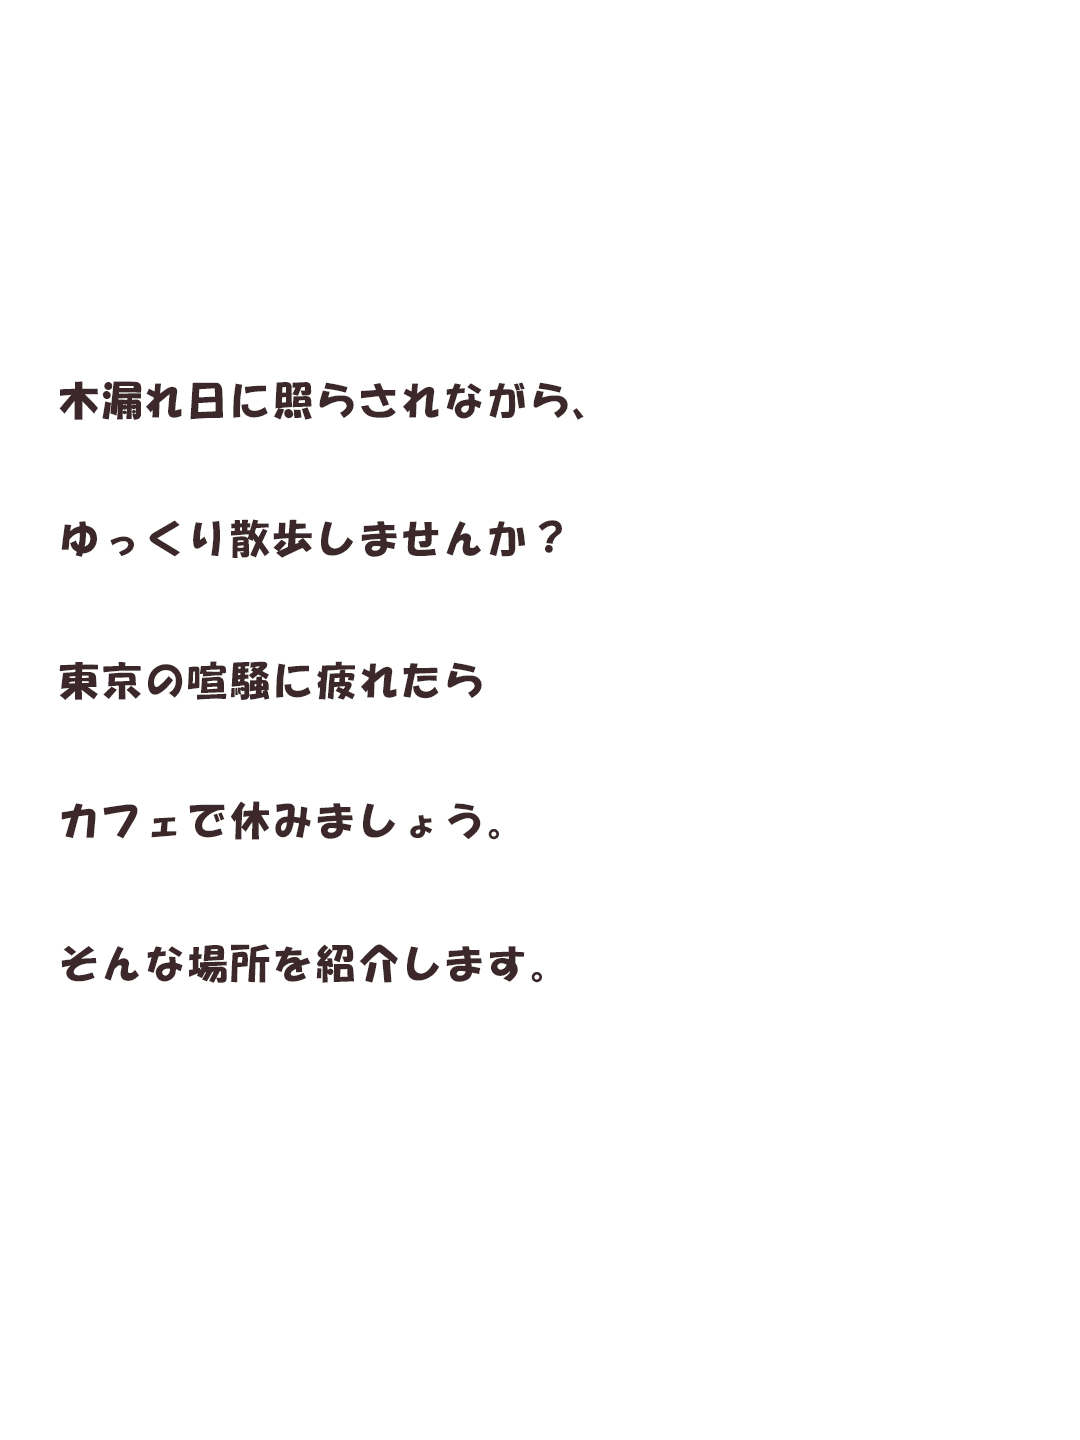 木漏れ日に照らされながら、
ゆっくり散歩しませんか？
東京の喧騒に疲れたら
カフェで休みましょう。
そんな場所を紹介します。